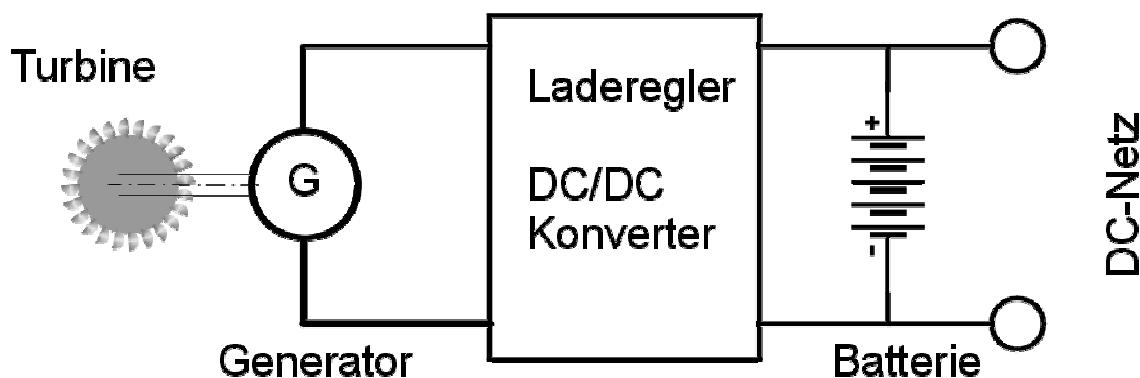 Turbine
G
Generator
Laderegler
DC/DC
Konverter
+
-
Batterie
DC-Netz